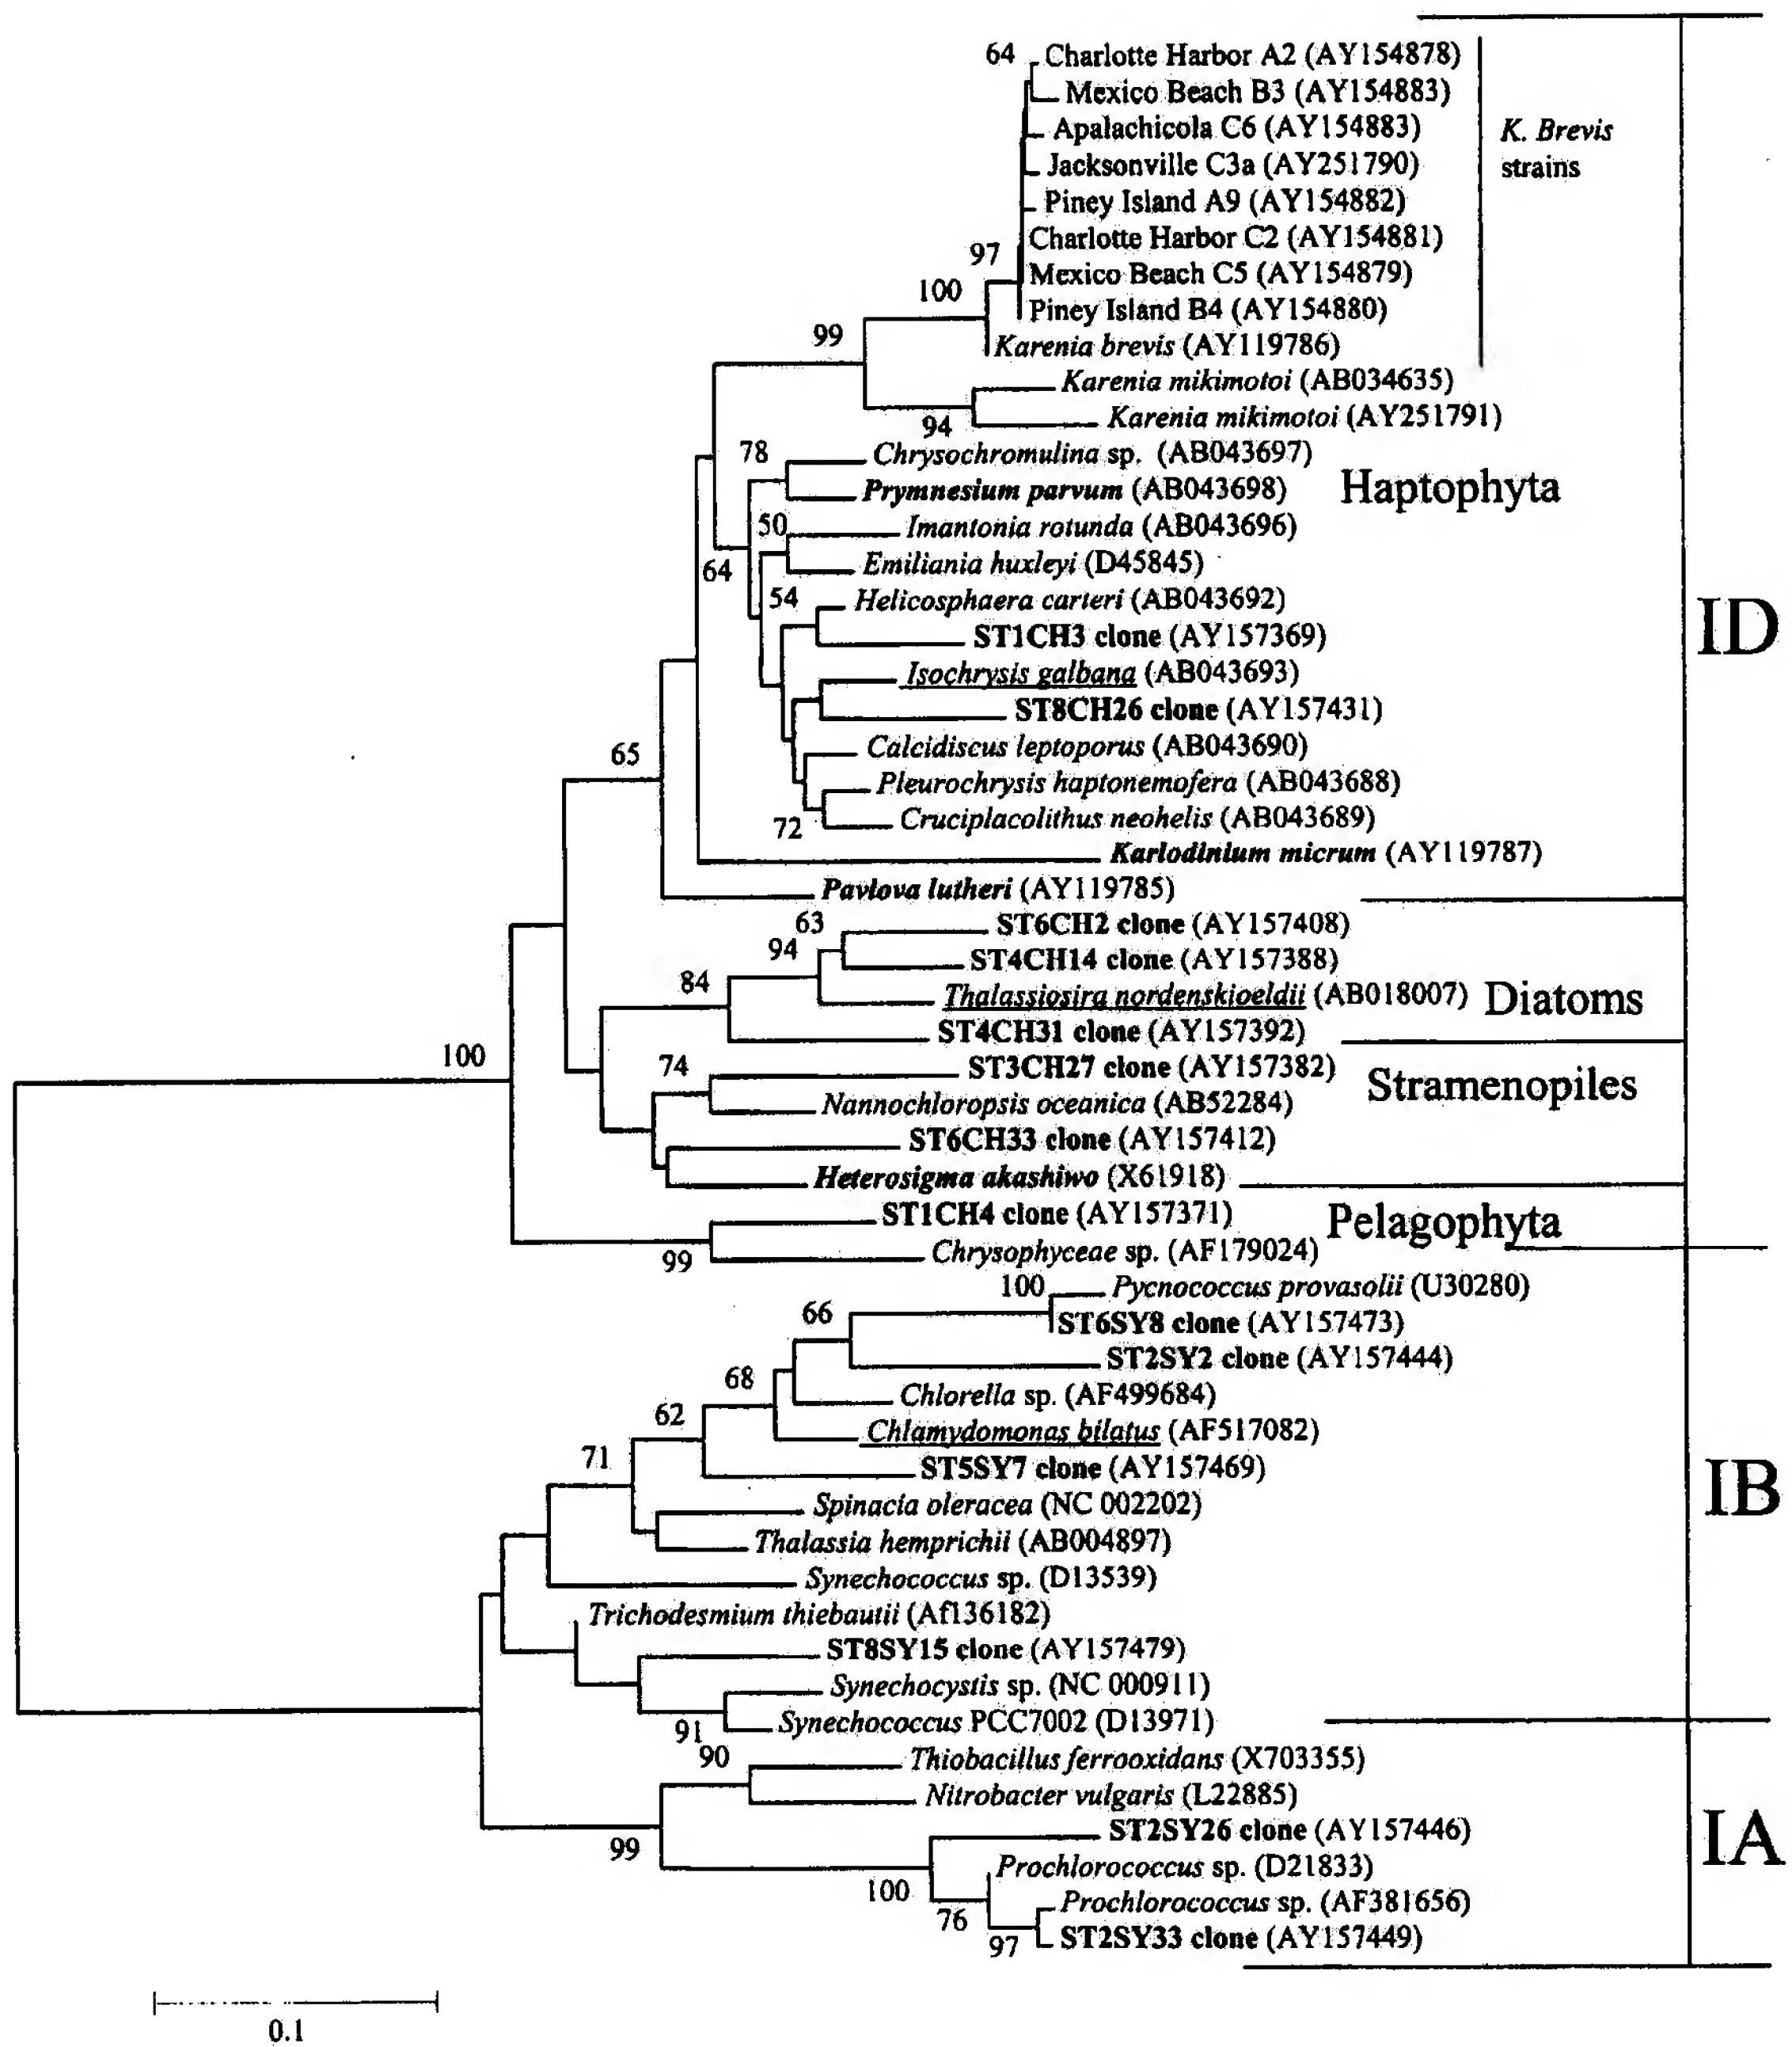 64 Charlotte Harbor A2 (AY154878)
Mexico Beach B3 (AY154883)
Apalachicola C6 (AY154883)
K. Brevis
Jacksonville C3a (AY251790)
strains
Piney Island A9 (AY154882)
Charlotte Harbor C2 (AY154881)
97
Mexico Beach C5 (AY154879)
100
Piney Island B4 (AY154880)
99
Karenia brevis (AY119786)
Karenia mikimotoi (AB034635)
Karenia mikimotoi (AY251791)
94
78
Chrysochromulina sp. (AB043697)
Prymnesium parvum (AB043698)
Haptophyta
50
Imantonia rotunda (AB043696)
Emiliania huxleyi (D45845)
64
54
Helicosphaera carteri (AB043692)
ID
ST1CH3 clone (AY157369)
Isochrysis galbana (AB043693)
ST8CH26 clone (AY157431)
Calcidiscus leptoporus (AB043690)
65
Pleurochrysis haptonemofera (AB043688)
Cruciplacolithus neohelis (AB043689)
72
Karlodinium micrum (AY119787)
Pavlova lutheri (AY119785)
63
ST6CH2 clone (AY157408)
94
ST4CH14 clone (AY157388)
84
Thalassiosira nordenskioeldii (AB018007)
Diatoms
ST4CH31 clone (AY157392)
100
74
ST3CH27 clone (AY157382)
Stramenopiles
Nannochloropsis oceanica (AB52284)
ST6CH33 clone (AY157412)
Heterosigma akashiwo (X61918)
ST1CH4 clone (AY157371)
Pelagophyta
99
Chrysophyceae sp. (AF179024)
100
Pycnococcus provasolii (U30280)
66
ST6SY8 clone (AY157473)
ST2SY2 clone (AY157444)
68
Chlorella sp. (AF499684)
62
Chlamydomonas bilatus (AF517082)
71
ST5SY7 clone (AY157469)
IB
Spinacia oleracea (NC 002202)
Thalassia hemprichii (AB004897)
Synechococcus sp. (D13539)
Trichodesmium thiebautii (Af136182)
ST8SY15 clone (AY157479)
Synechocystis sp. (NC 000911)
Synechococcus PCC7002 (D13971)
91
90
Thiobacillus ferrooxidans (X703355)
Nitrobacter vulgaris (L22885)
ST2SY26 clone (AY157446)
99
IA
Prochlorococcus sp. (D21833)
100
Prochlorococcus sp. (AF381656)
76
97
ST2SY33 clone (AY157449)
0.1